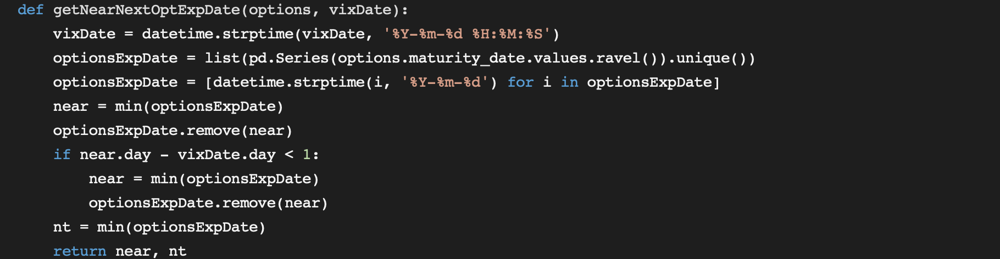 def getNearNextOptExpDate(options, vixDate):
    vixDate = datetime.strptime(vixDate, '%Y-%m-%d %H:%M:%S')
    optionsExpDate = list(pd.Series(options.maturity_date.values.ravel()).unique())
    optionsExpDate = [datetime.strptime(i, '%Y-%m-%d') for i in optionsExpDate]
    near = min(optionsExpDate)
    optionsExpDate.remove(near)
    if near.day - vixDate.day < 1:
        near = min(optionsExpDate)
        optionsExpDate.remove(near)
    nt = min(optionsExpDate)
    return near, nt